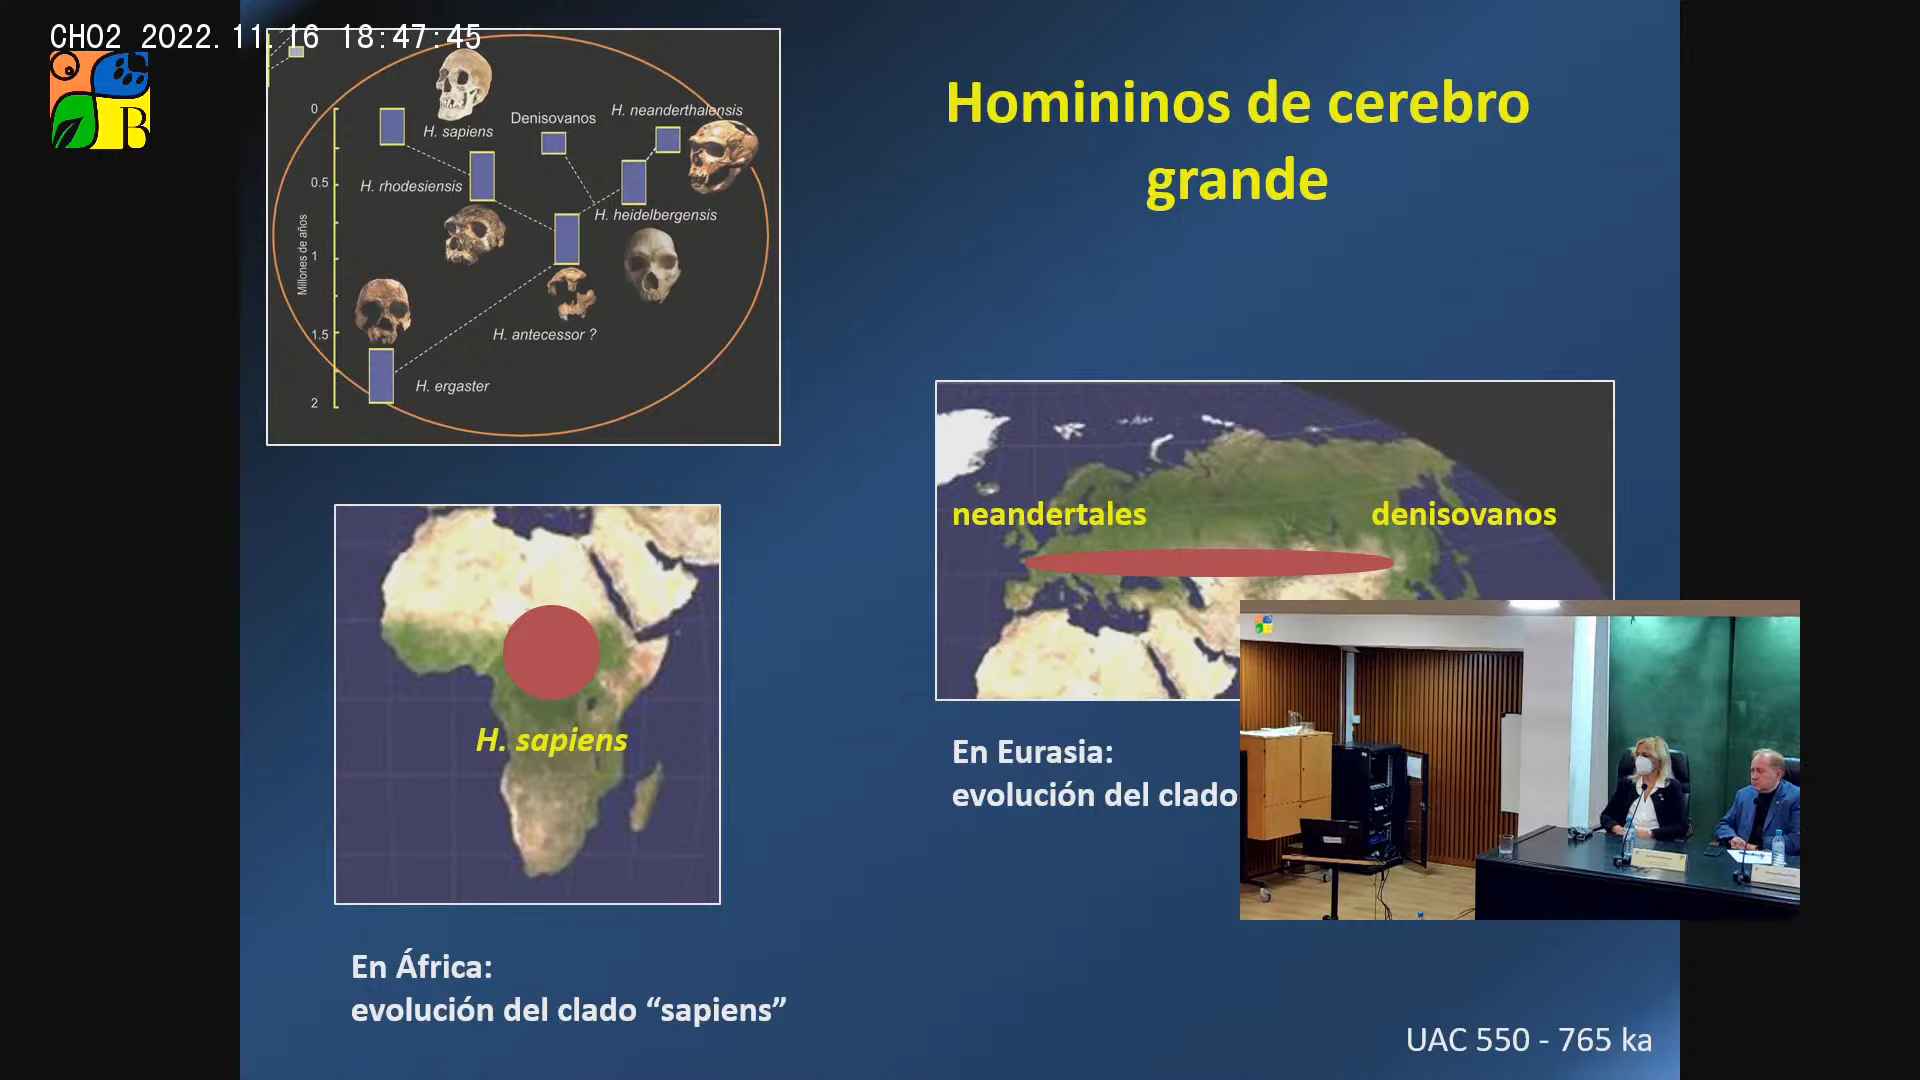 CH02 2022.11.16 18:47:45
B
Homininos de cerebro
grande
0
0.5
1
1.5
2
Millones de años
H. sapiens
Denisovanos
H. neanderthalensis
H. rhodesiensis
H. heidelbergensis
H. antecessor ?
H. ergaster
neandertales
denisovanos
H. sapiens
En Eurasia:
evolución del clado
En África:
evolución del clado “sapiens”
UAC 550 - 765 ka